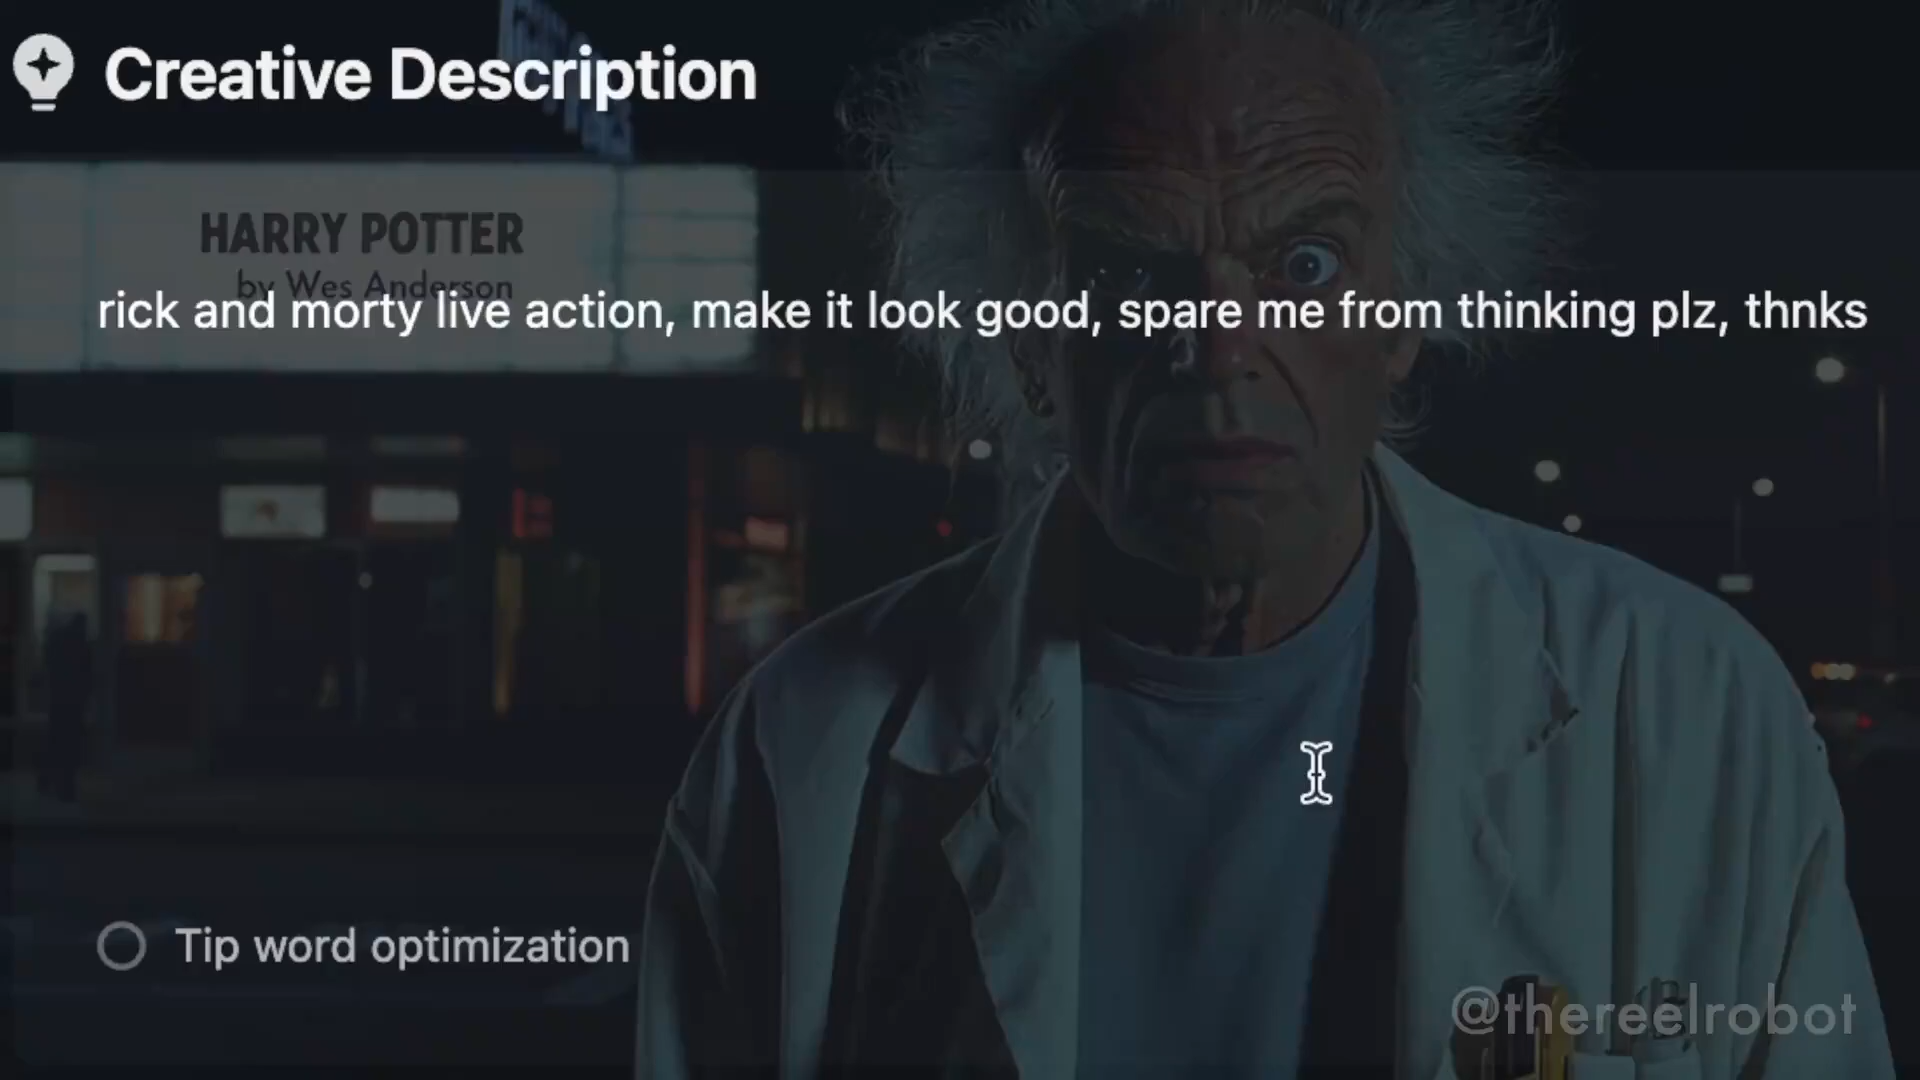 Creative Description
HARRY POTTER
by Wes Anderson
rick and morty live action, make it look good, spare me from thinking plz, thnks
Tip word optimization
@thereelrobot